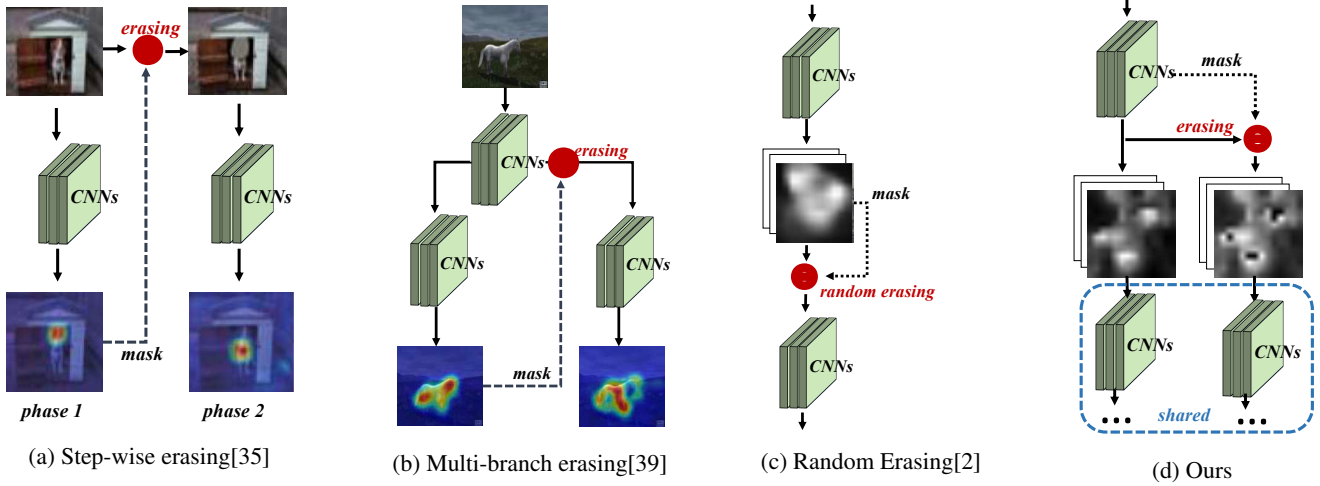 erasing
CNNs
CNNs
mask
phase 1
phase 2
(a) Step-wise erasing[35]
CNNs
erasing
CNNs
CNNs
mask
(b) Multi-branch erasing[39]
CNNs
mask
random erasing
CNNs
(c) Random Erasing[2]
CNNs
mask
erasing
CNNs
CNNs
shared
(d) Ours